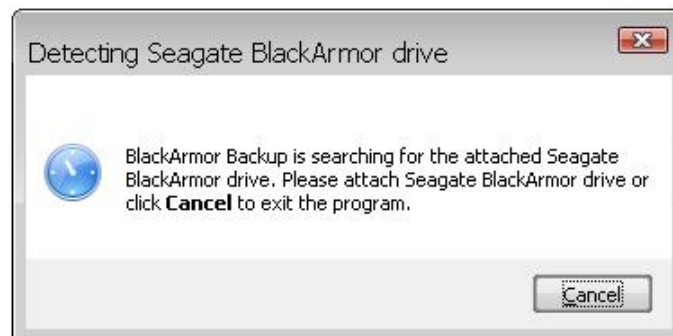 Detecting Seagate BlackArmor drive
BlackArmor Backup is searching for the attached Seagate
BlackArmor drive. Please attach Seagate BlackArmor drive or
click Cancel to exit the program.
Cancel